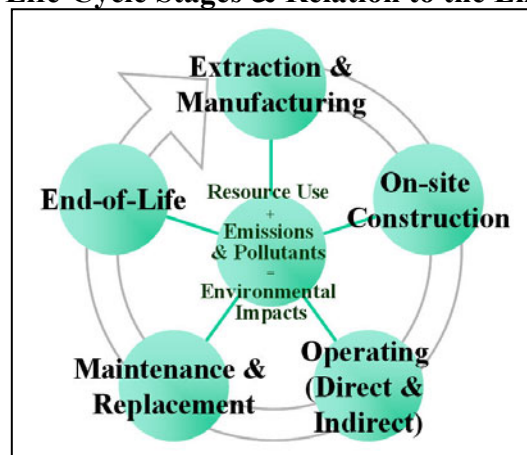 Extraction &
Manufacturing
On-site
Construction
Operating
(Direct &
Indirect)
Maintenance &
Replacement
End-of-Life
Resource Use
+
Emissions
& Pollutants
=
Environmental
Impacts